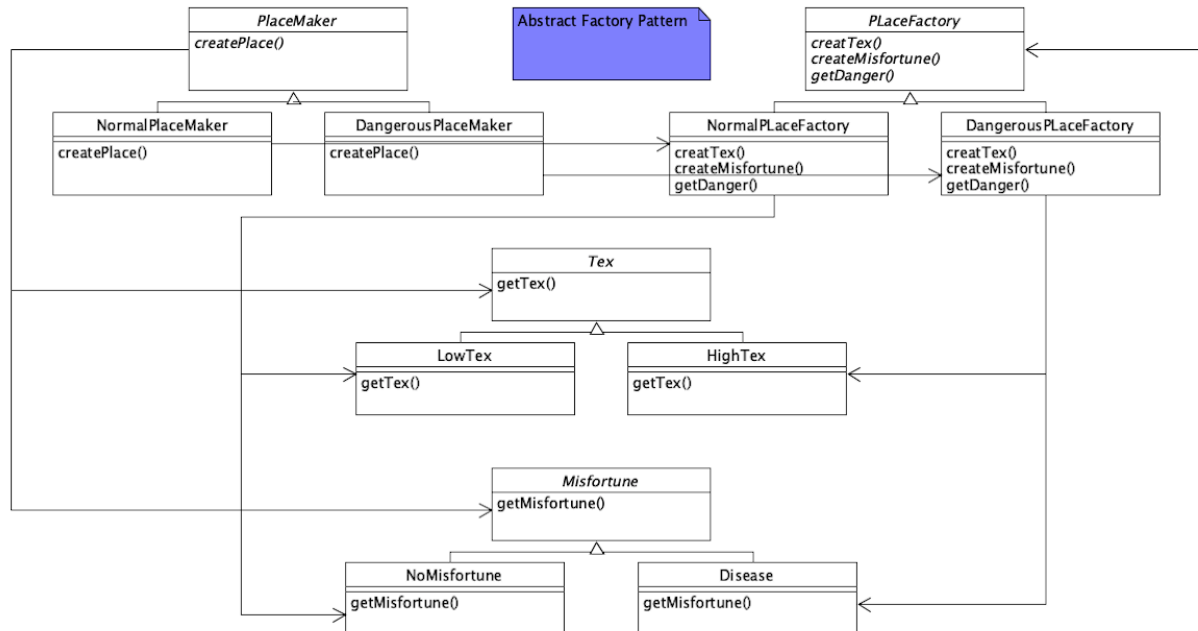 PlaceMaker
createPlace()
Abstract Factory Pattern
PLaceFactory
creatTex()
createMisfortune()
getDanger()
NormalPlaceMaker
createPlace()
DangerousPlaceMaker
createPlace()
NormalPLaceFactory
creatTex()
createMisfortune()
getDanger()
DangerousPLaceFactory
creatTex()
createMisfortune()
getDanger()
Tex
getTex()
LowTex
getTex()
HighTex
getTex()
Misfortune
getMisfortune()
NoMisfortune
getMisfortune()
Disease
getMisfortune()